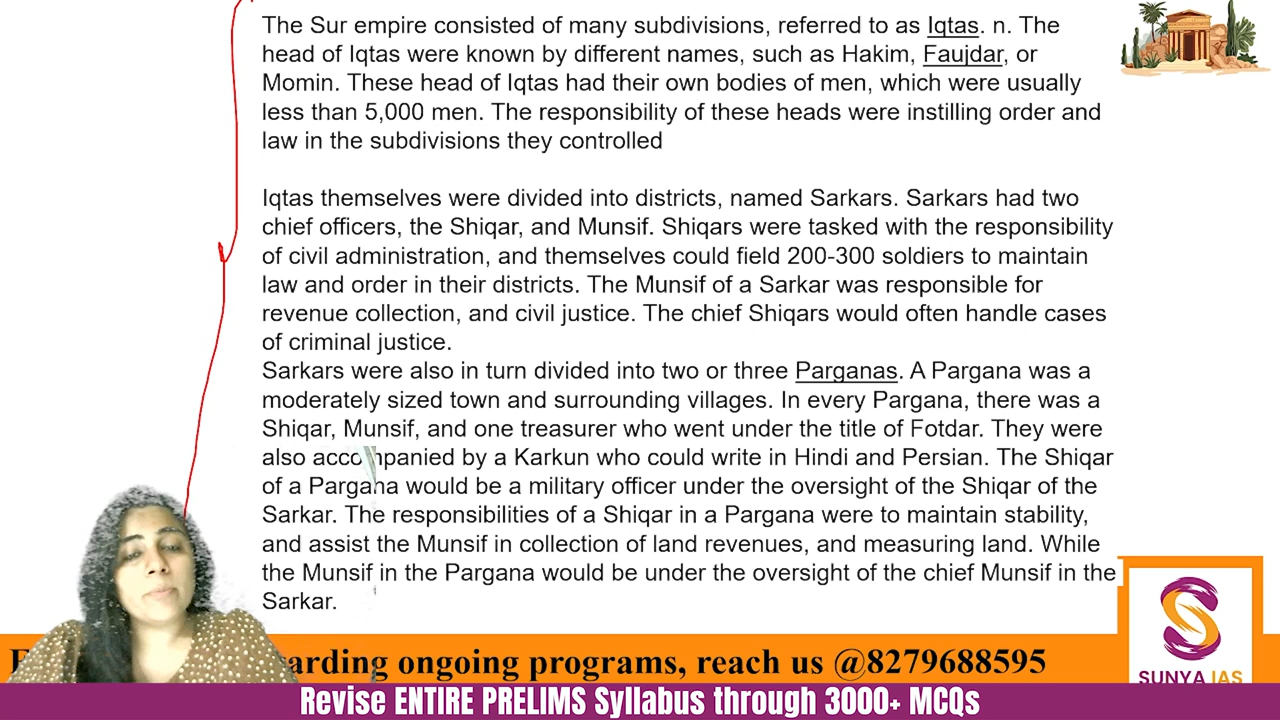 The Sur empire consisted of many subdivisions, referred to as Iqtas. n. The
head of Iqtas were known by different names, such as Hakim, Faujdar, or
Momin. These head of Iqtas had their own bodies of men, which were usually
less than 5,000 men. The responsibility of these heads were instilling order and
law in the subdivisions they controlled
Iqtas themselves were divided into districts, named Sarkars. Sarkars had two
chief officers, the Shiqar, and Munsif. Shiqars were tasked with the responsibility
of civil administration, and themselves could field 200-300 soldiers to maintain
law and order in their districts. The Munsif of a Sarkar was responsible for
revenue collection, and civil justice. The chief Shiqars would often handle cases
of criminal justice.
Sarkars were also in turn divided into two or three Parganas. A Pargana was a
moderately sized town and surrounding villages. In every Pargana, there was a
Shiqar, Munsif, and one treasurer who went under the title of Fotdar. They were
also accompanied by a Karkun who could write in Hindi and Persian. The Shiqar
of a Pargana would be a military officer under the oversight of the Shiqar of the
Sarkar. The responsibilities of a Shiqar in a Pargana were to maintain stability,
and assist the Munsif in collection of land revenues, and measuring land. While
the Munsif in the Pargana would be under the oversight of the chief Munsif in the
Sarkar.
arding ongoing programs, reach us @8279688595
SUNYA IAS
Revise ENTIRE PRELIMS Syllabus through 3000+ MCQs